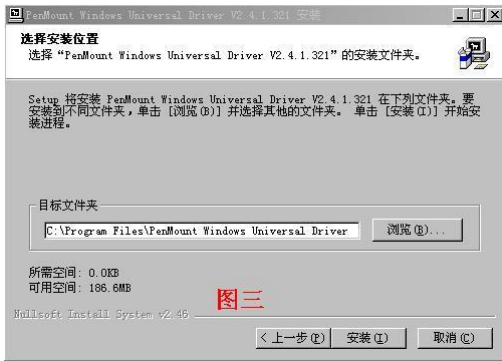 PenMount Windows Universal Driver V2.4.1.321 安装
选择安装位置
选择“PenMount Windows Universal Driver V2.4.1.321”的安装文件夹。
Setup 将安装 PenMount Windows Universal Driver V2.4.1.321 在下列文件夹。要
安装到不同文件夹，单击 [浏览(B)] 并选择其他的文件夹。 单击 [安装(I)] 开始安
装进程。
目标文件夹
C:\Program Files\PenMount Windows Universal Driver
浏览(B)...
所需空间: 0.0KB
可用空间: 186.6MB
图三
Nullsoft Install System v2.46
< 上一步(P)
安装(I)
取消(C)